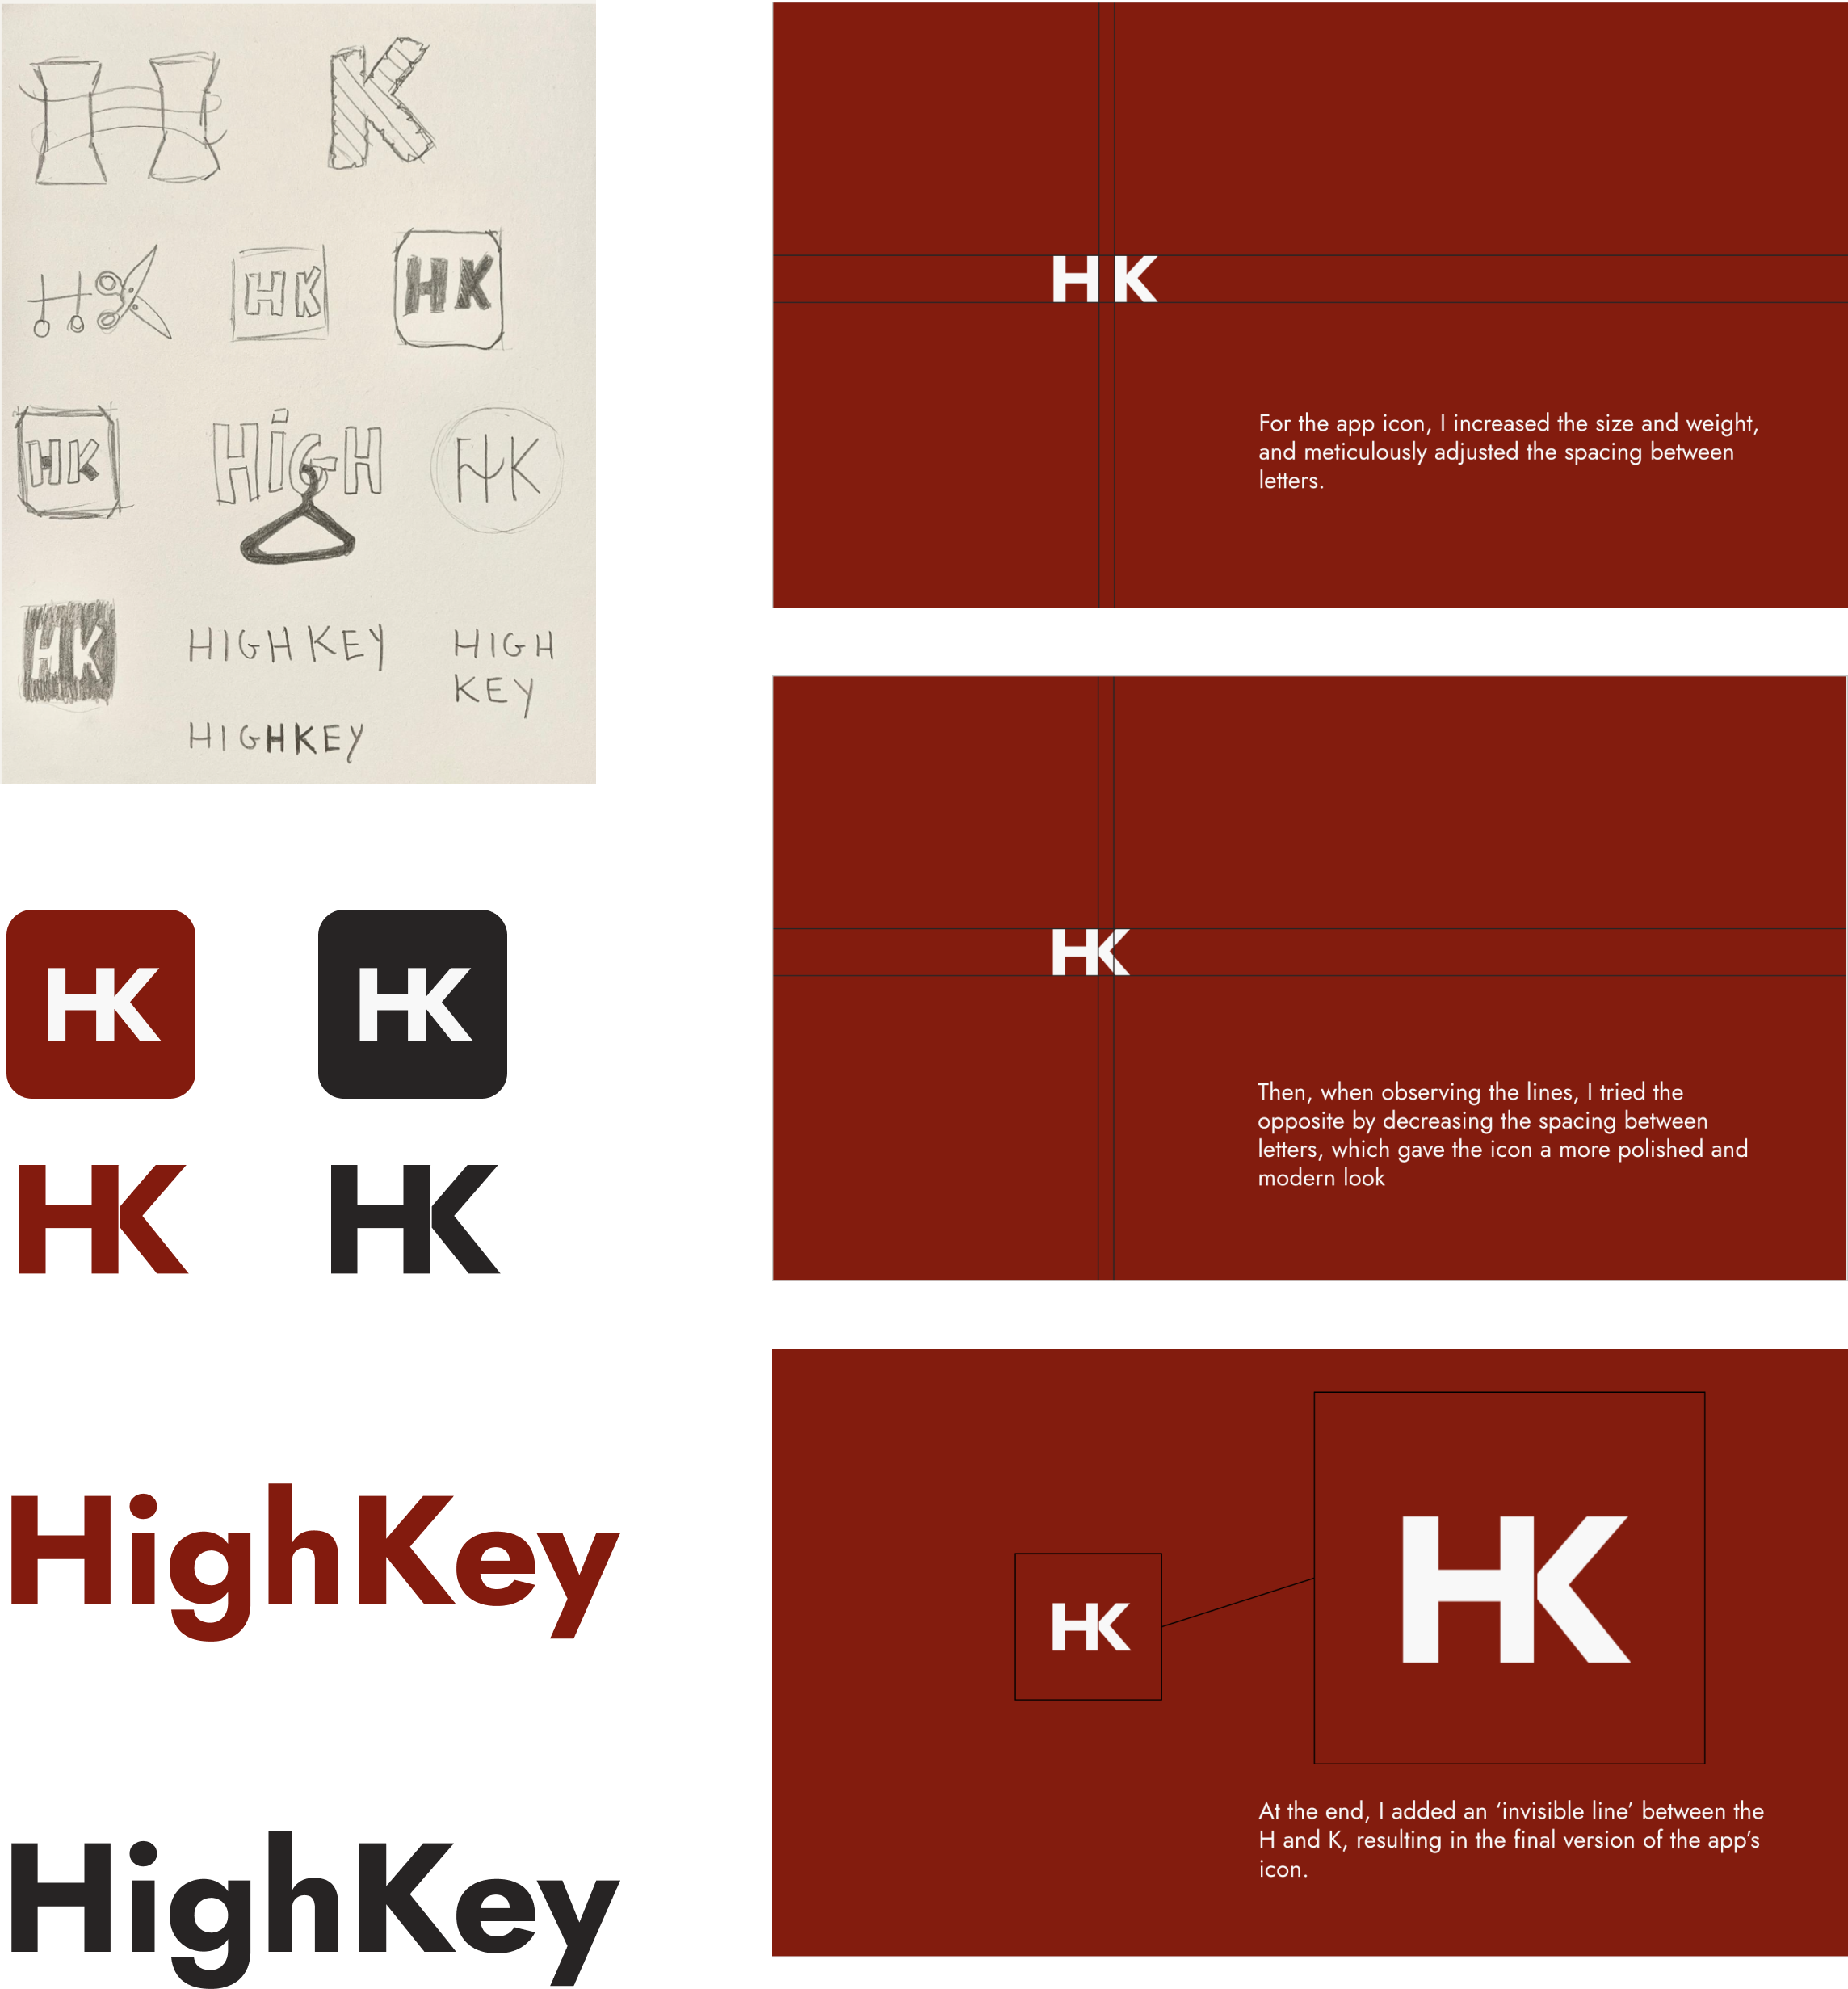 H
K
H
HK
HK
HK
HIGH
HK
HK
HIGH KEY
HIGH
KEY
HIGHKEY
HK
HK
HK
HK
HighKey
HighKey
HK
For the app icon, I increased the size and weight,
and meticulously adjusted the spacing between
letters.
HK
Then, when observing the lines, I tried the
opposite by decreasing the spacing between
letters, which gave the icon a more polished and
modern look
HK
HK
At the end, I added an ‘invisible line’ between the
H and K, resulting in the final version of the app’s
icon.